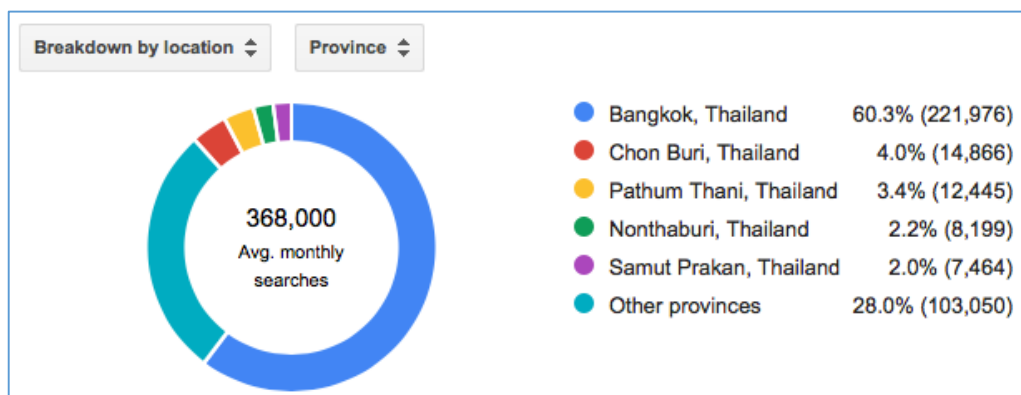 Breakdown by location
Province
368,000
Avg. monthly
searches
Bangkok, Thailand 60.3% (221,976)
Chon Buri, Thailand 4.0% (14,866)
Pathum Thani, Thailand 3.4% (12,445)
Nonthaburi, Thailand 2.2% (8,199)
Samut Prakan, Thailand 2.0% (7,464)
Other provinces 28.0% (103,050)